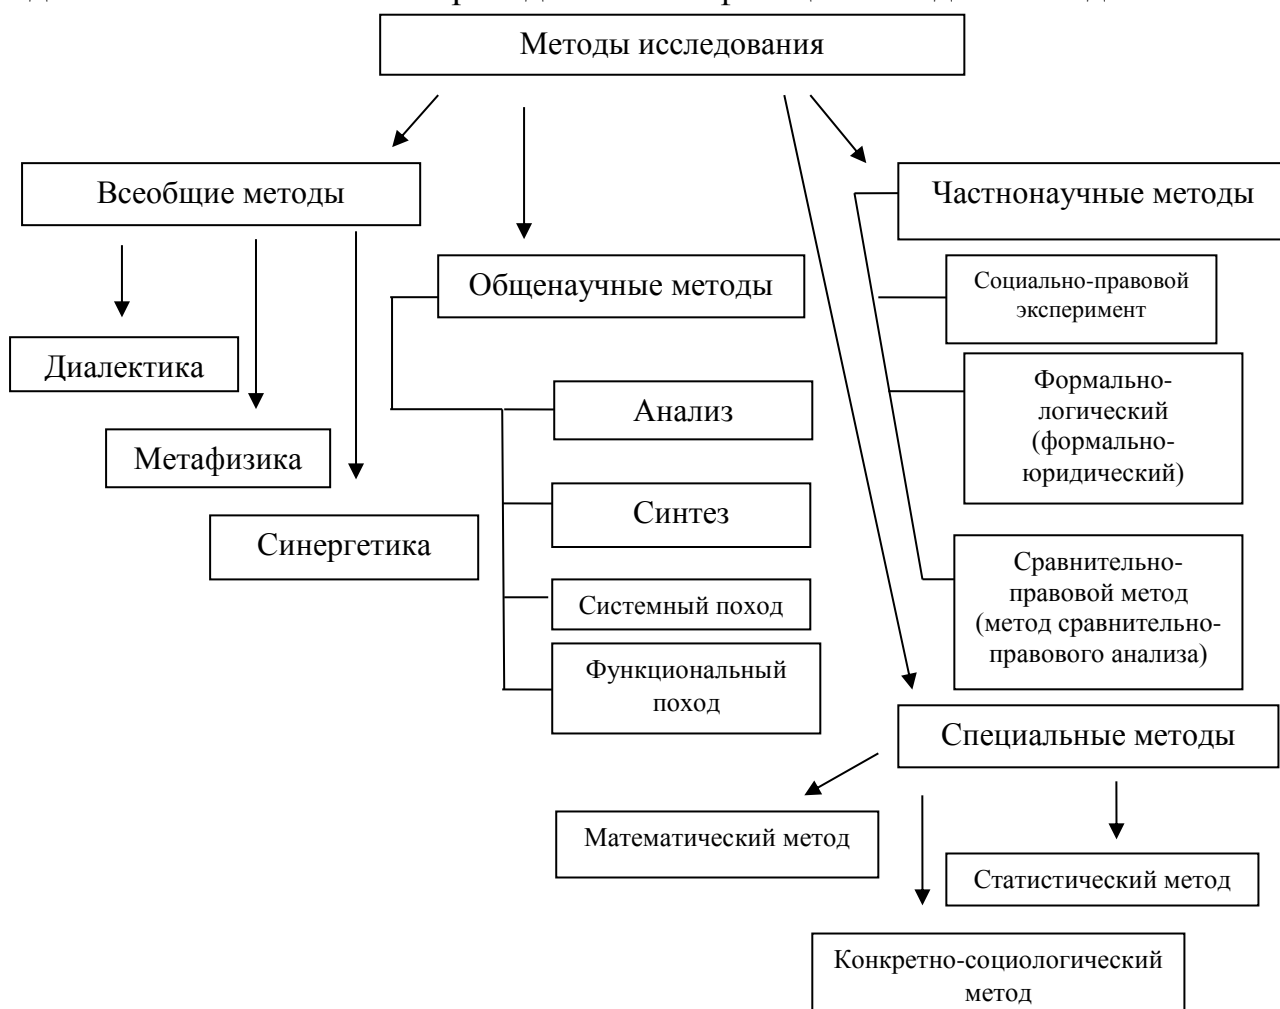 Методы исследования
Всеобщие методы
Частнонаучные методы
Общенаучные методы
Социально-правовой
эксперимент
Диалектика
Формально-
логический
(формально-
юридический)
Анализ
Метафизика
Синтез
Синергетика
Сравнительно-
правовой метод
(метод сравнительно-
правового анализа)
Системный поход
Функциональный
поход
Специальные методы
Математический метод
Статистический метод
Конкретно-социологический
метод